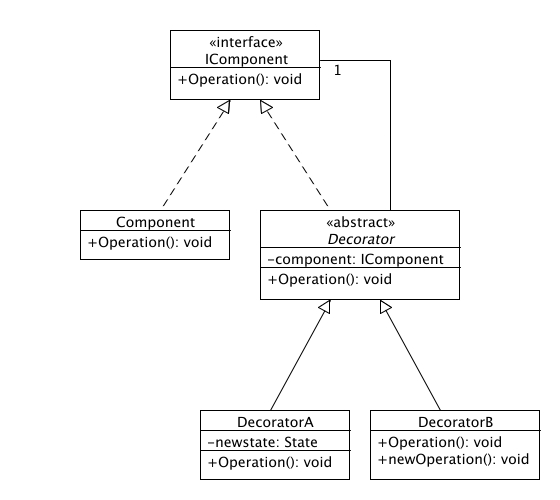 «interface»
IComponent
+Operation(): void
1
Component
+Operation(): void
«abstract»
Decorator
-component: IComponent
+Operation(): void
DecoratorA
-newstate: State
+Operation(): void
DecoratorB
+Operation(): void
+newOperation(): void